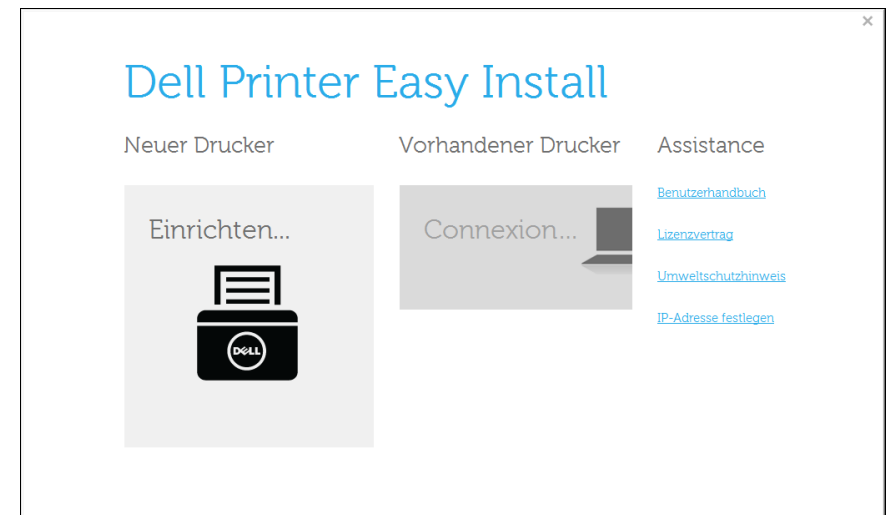 ×
Dell Printer Easy Install
Neuer Drucker
Einrichten...
DELL
Vorhandener Drucker
Connexion...
Assistance
Benutzerhandbuch
Lizenzvertrag
Umweltschutzhinweis
IP-Adresse festlegen